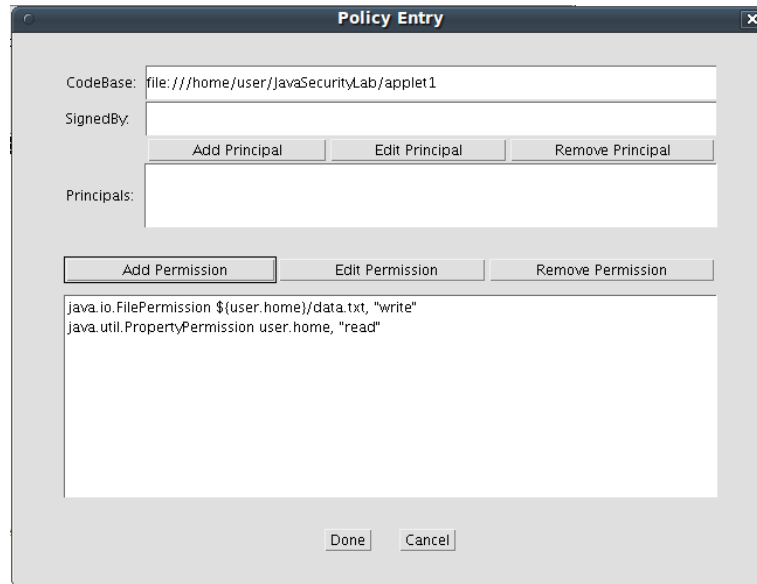 Policy Entry
CodeBase: file:///home/user/JavaSecurityLab/applet1
SignedBy:
Add Principal Edit Principal Remove Principal
Principals:
Add Permission Edit Permission Remove Permission
java.io.FilePermission ${user.home}/data.txt, "write"
java.util.PropertyPermission user.home, "read"
Done Cancel